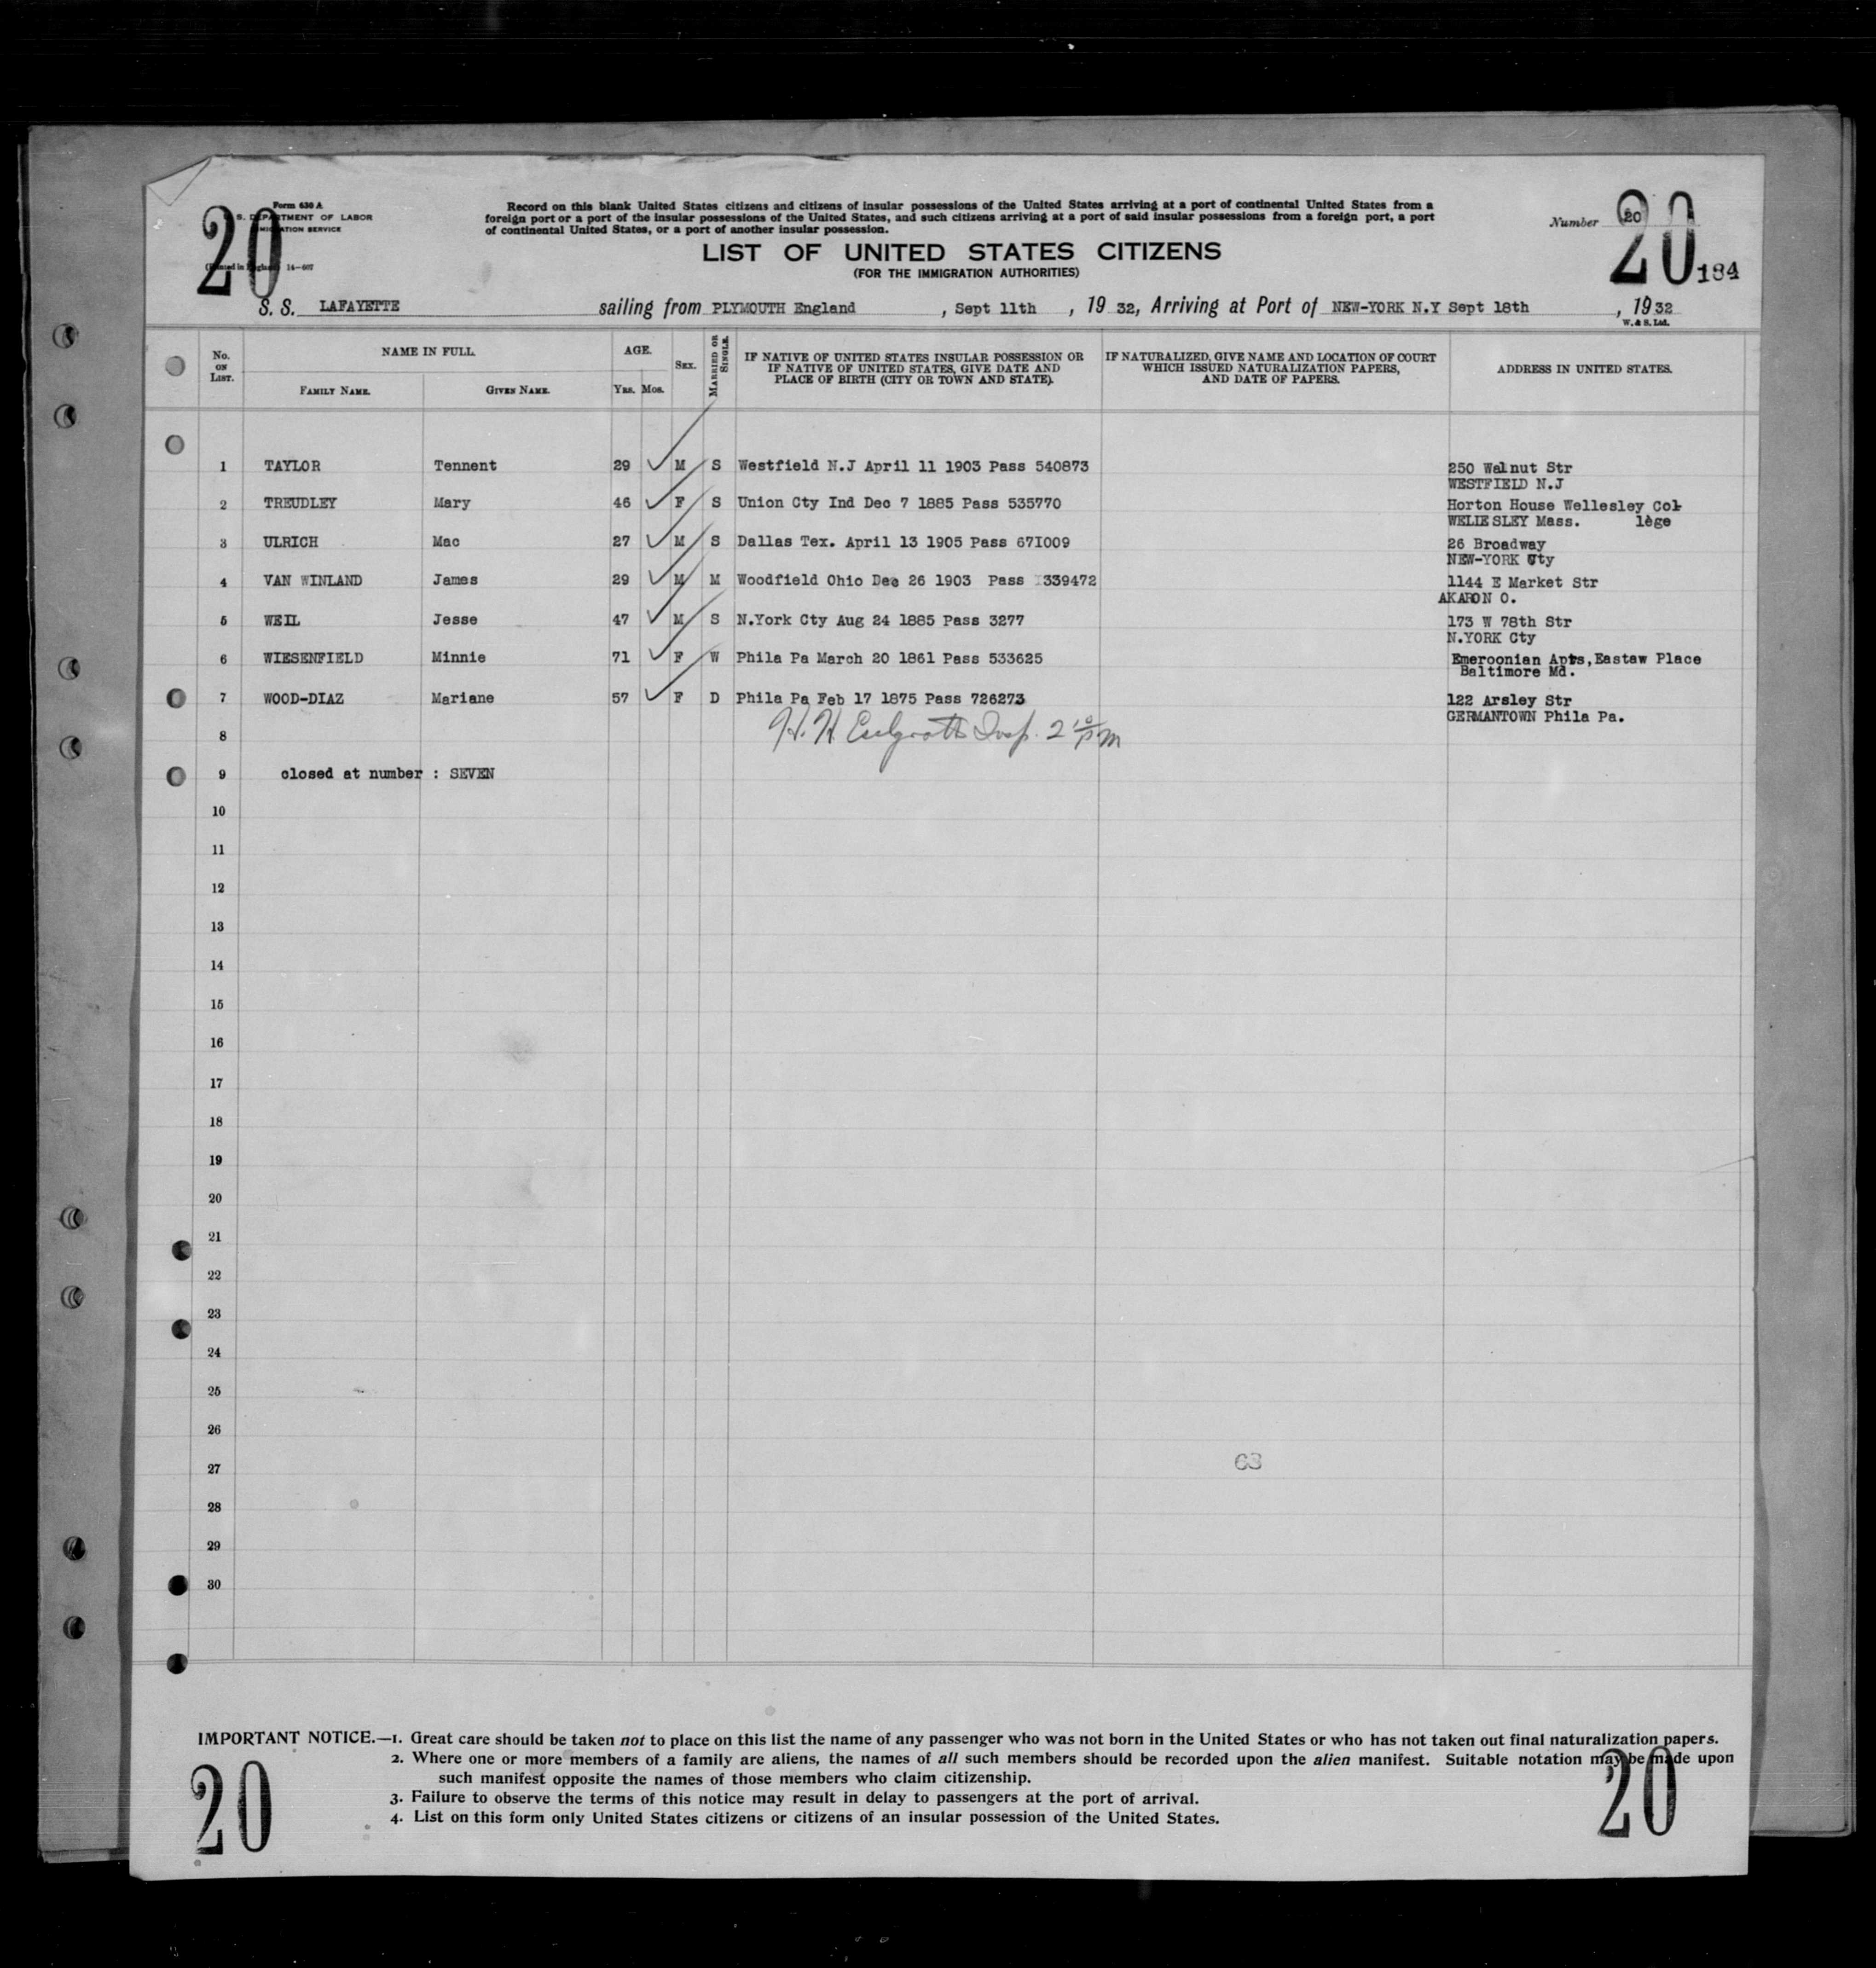 Form 630 A
S. DEPARTMENT OF LABOR
IMMIGRATION SERVICE
(Printed in England) 14—607
20
Record on this blank United States citizens and citizens of insular possessions of the United States arriving at a port of continental United States from a
foreign port or a port of the insular possessions of the United States, and such citizens arriving at a port of said insular possessions from a foreign port, a port
of continental United States, or a port of another insular possession.
Number 20
20
184
LIST OF UNITED STATES CITIZENS
(FOR THE IMMIGRATION AUTHORITIES)
S. S. LAFAYETTE sailing from PLYMOUTH England , Sept 11th , 19 32, Arriving at Port of NEW-YORK N.Y Sept 18th , 1932
W. & S. Ltd.
No. ON LIST.
NAME IN FULL
FAMILY NAME.
GIVEN NAME.
AGE.
YRS. MOS.
SEX.
MARRIED OR SINGLE.
IF NATIVE OF UNITED STATES INSULAR POSSESSION OR
IF NATIVE OF UNITED STATES, GIVE DATE AND
PLACE OF BIRTH (CITY OR TOWN AND STATE).
IF NATURALIZED, GIVE NAME AND LOCATION OF COURT
WHICH ISSUED NATURALIZATION PAPERS,
AND DATE OF PAPERS.
ADDRESS IN UNITED STATES.
1 TAYLOR Tennent 29 M S Westfield N.J April 11 1903 Pass 540873 250 Walnut Str
WESTFIELD N.J
2 TREUDLEY Mary 46 F S Union Cty Ind Dec 7 1885 Pass 535770 Horton House Wellesley Col-
WELLESLEY Mass. lège
3 ULRICH Mac 27 M S Dallas Tex. April 13 1905 Pass 67I009 26 Broadway
NEW-YORK Cty
4 VAN WINLAND James 29 M M Woodfield Ohio Dec 26 1903 Pass 339472 1144 E Market Str
AKARON O.
5 WEIL Jesse 47 M S N.York Cty Aug 24 1885 Pass 3277 173 W 78th Str
N.YORK Cty
6 WIESENFIELD Minnie 71 F W Phila Pa March 20 1861 Pass 533625 Emeroonian Apts,Eastaw Place
Baltimore Md.
7 WOOD-DIAZ Mariane 57 F D Phila Pa Feb 17 1875 Pass 726273 122 Arsley Str
GERMANTOWN Phila Pa.
H. H. Insp. 2 10 PM
8
9 closed at number : SEVEN
10
11
12
13
14
15
16
17
18
19
20
21
22
23
24
25
26
27
63
28
29
30
IMPORTANT NOTICE.—1. Great care should be taken not to place on this list the name of any passenger who was not born in the United States or who has not taken out final naturalization papers.
2. Where one or more members of a family are aliens, the names of all such members should be recorded upon the alien manifest. Suitable notation may be made upon
such manifest opposite the names of those members who claim citizenship.
3. Failure to observe the terms of this notice may result in delay to passengers at the port of arrival.
4. List on this form only United States citizens or citizens of an insular possession of the United States.
20
20